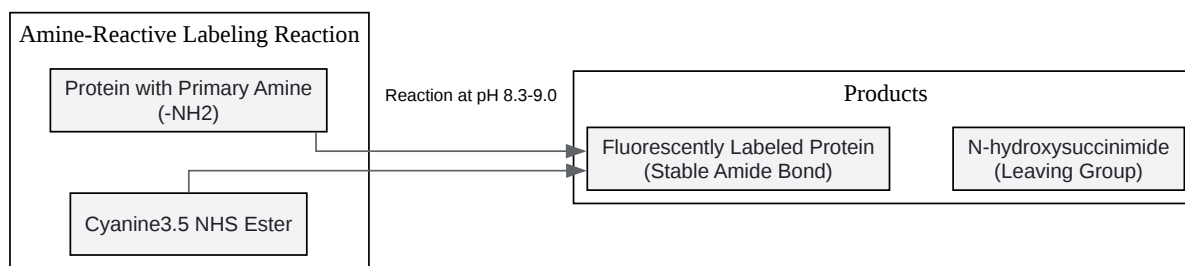 Amine-Reactive Labeling Reaction
Protein with Primary Amine
(-NH2)
Cyanine3.5 NHS Ester
Reaction at pH 8.3-9.0
Products
Fluorescently Labeled Protein
(Stable Amide Bond)
N-hydroxysuccinimide
(Leaving Group)